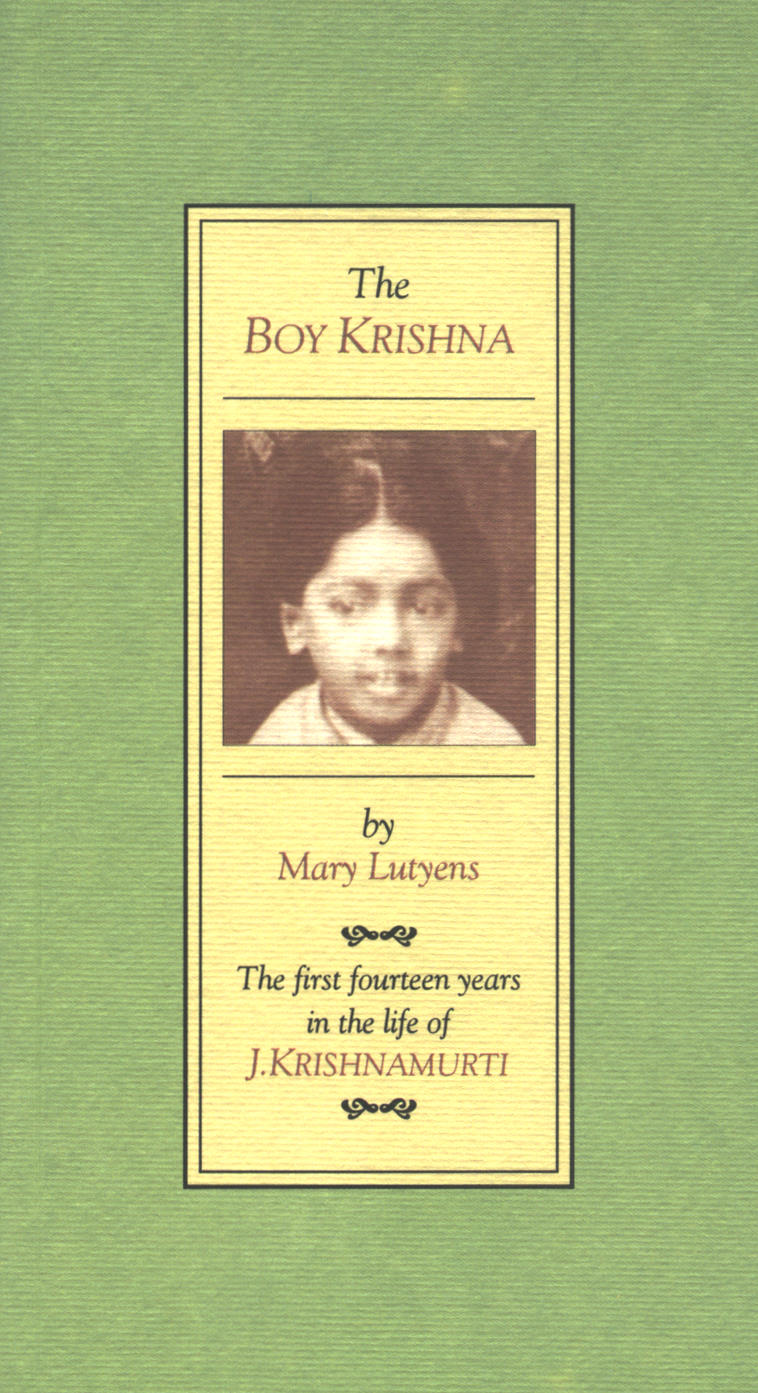 The
BOY KRISHNA
by
Mary Lutyens
The first fourteen years
in the life of
J.KRISHNAMURTI